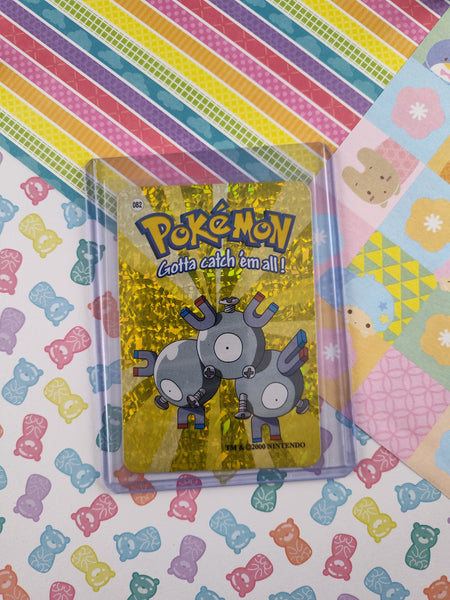 082
POKéMON
Gotta catch 'em all!
TM & ©2000 NINTENDO